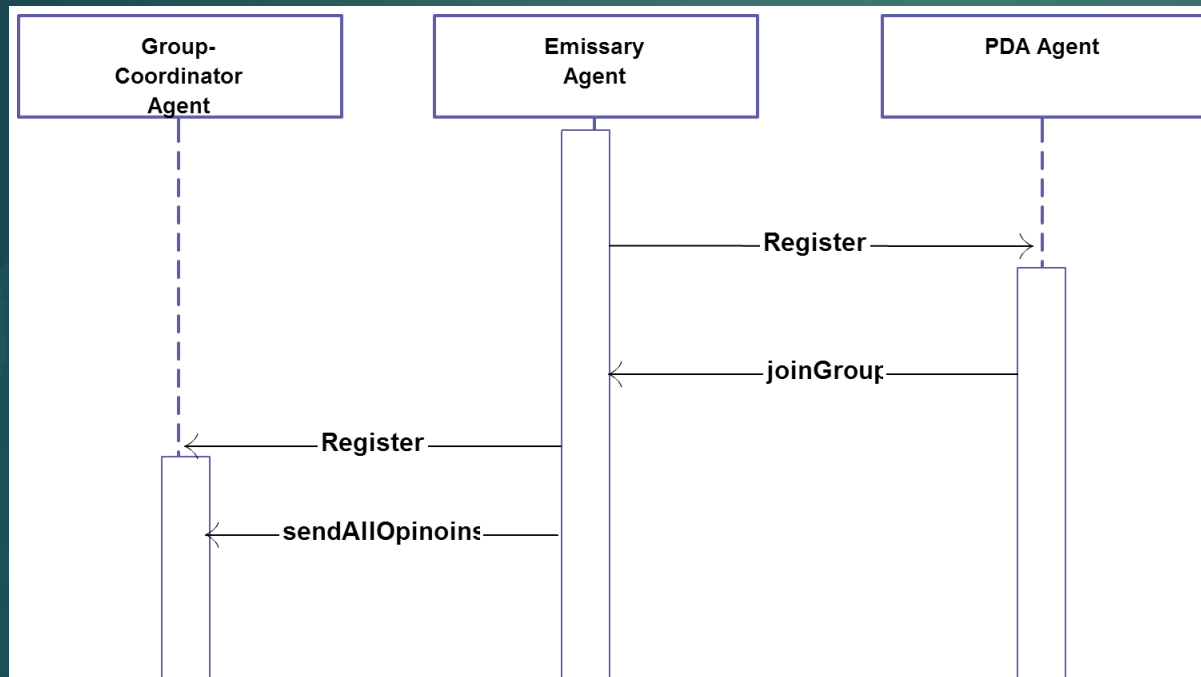 Group-
Coordinator
Agent
Emissary
Agent
PDA Agent
Register
joinGroup
Register
sendAllOpinoins